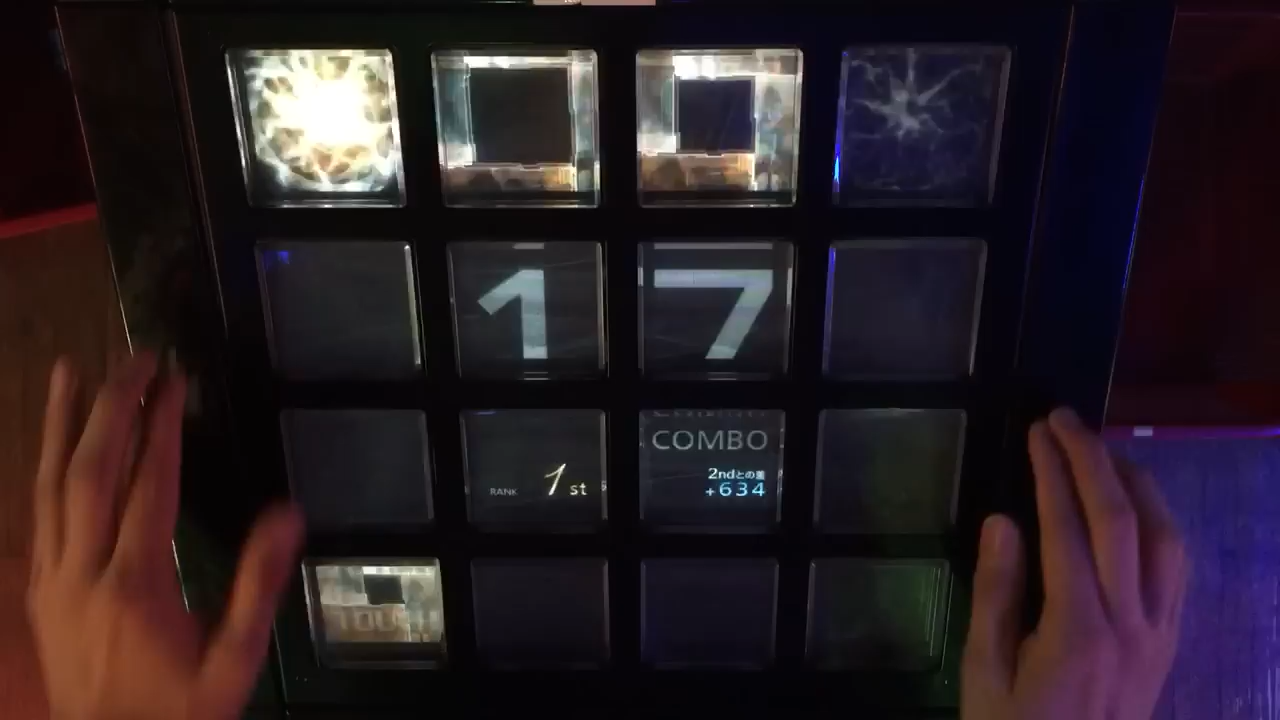 17
COMBO
RANK 1st
2ndとの差
+634
TOUCH